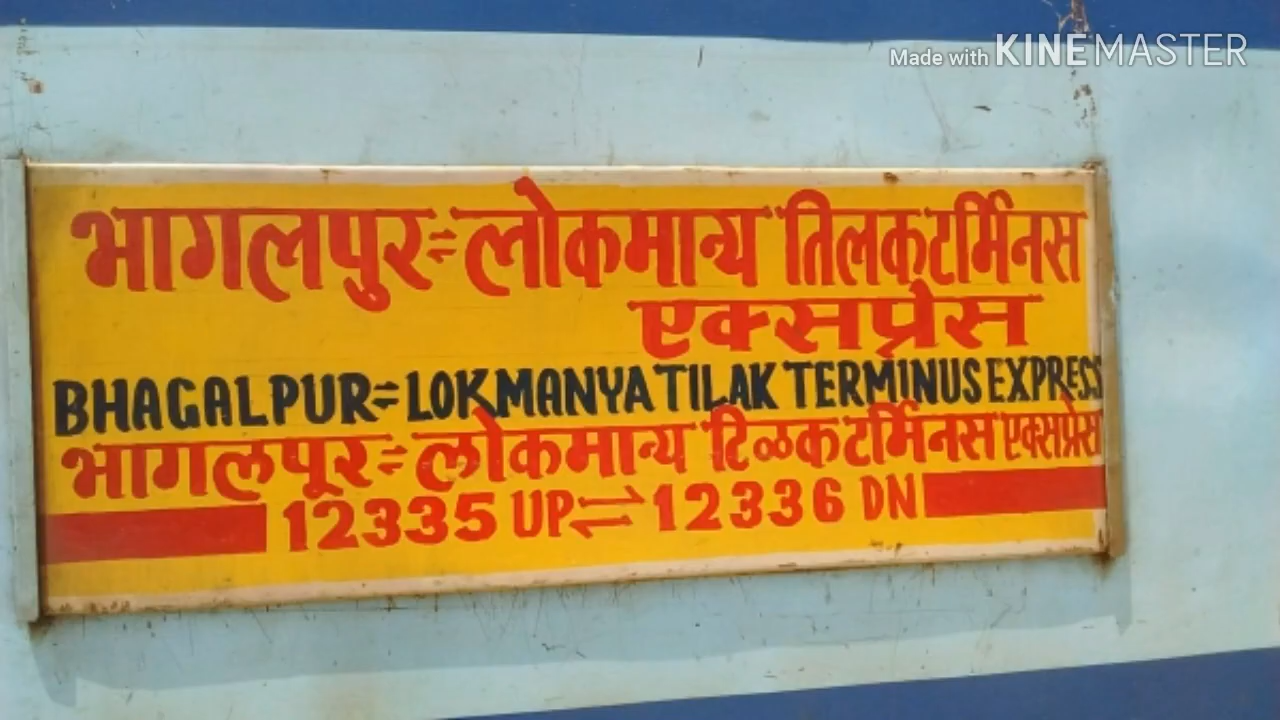 Made with KINEMASTER
भागलपुर⇌लोकमान्य तिलक टर्मिनस
एक्सप्रेस
BHAGALPUR⇌LOKMANYA TILAK TERMINUS EXPRESS
भागलपूर⇌लोकमान्य टिळक टर्मिनस एक्सप्रेस
12335 UP⇌12336 DN